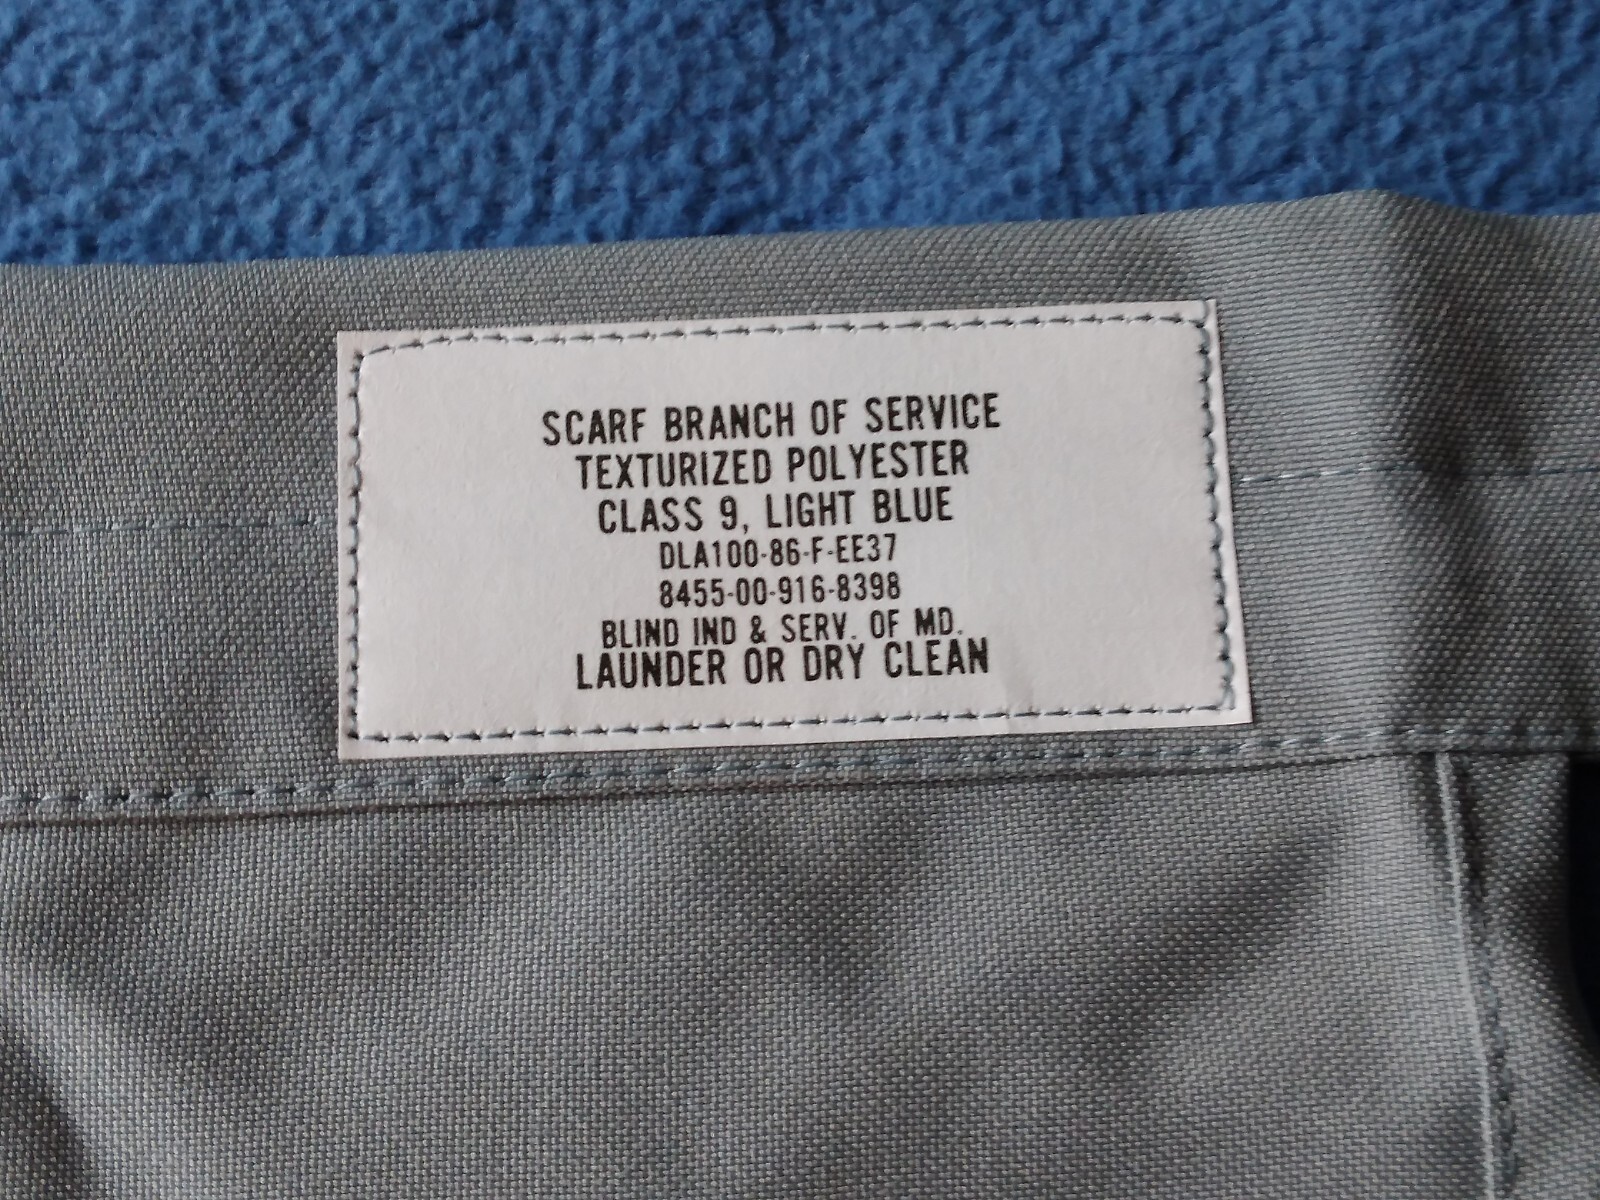 SCARF BRANCH OF SERVICE
TEXTURIZED POLYESTER
CLASS 9, LIGHT BLUE
DLA100-86-F-EE37
8455-00-916-8398
BLIND IND & SERV. OF MD.
LAUNDER OR DRY CLEAN